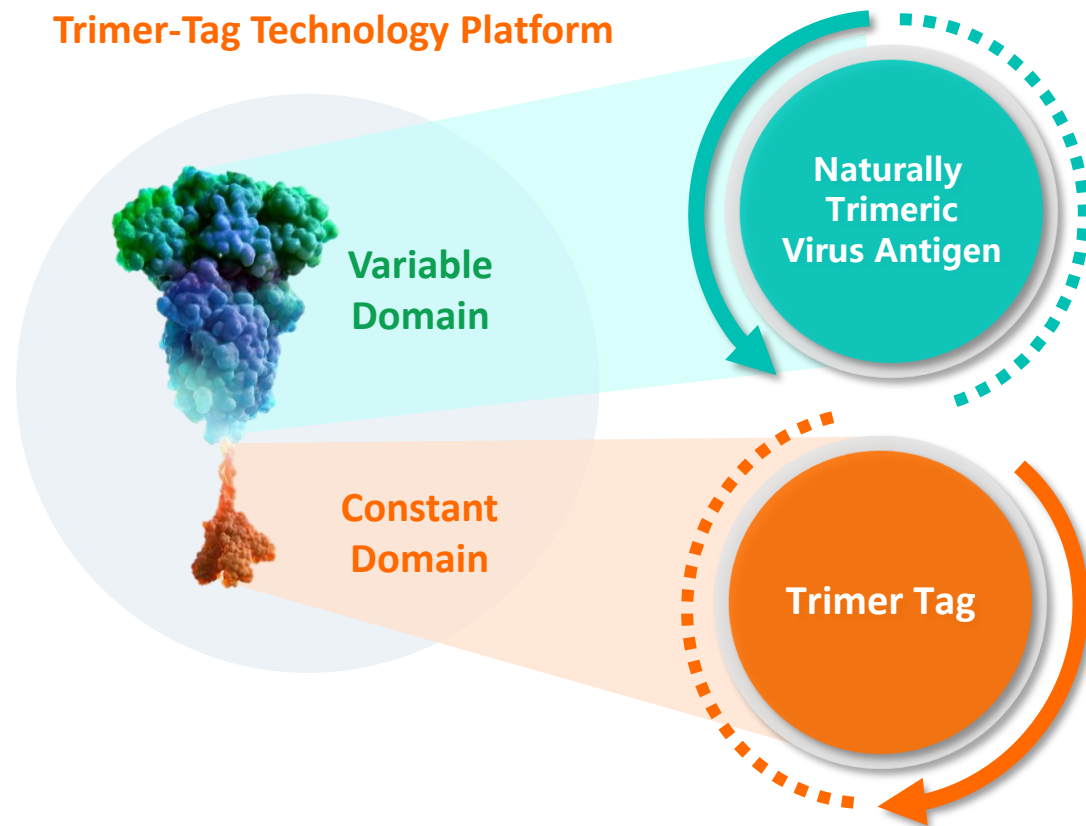 Trimer-Tag Technology Platform
Variable
Domain
Naturally
Trimeric
Virus Antigen
Constant
Domain
Trimer Tag